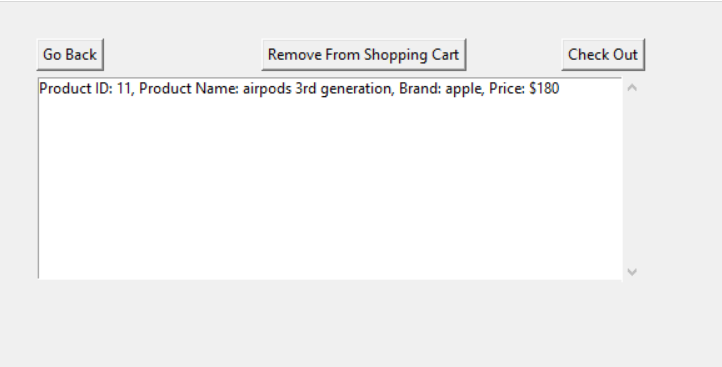 Go Back Remove From Shopping Cart Check Out
Product ID: 11, Product Name: airpods 3rd generation, Brand: apple, Price: $180